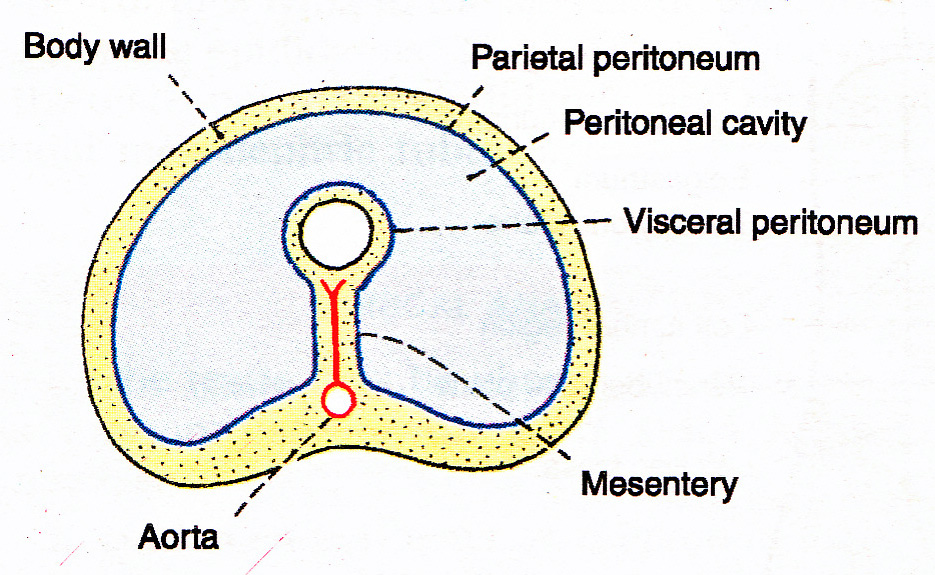 Body wall
Parietal peritoneum
Peritoneal cavity
Visceral peritoneum
Mesentery
Aorta